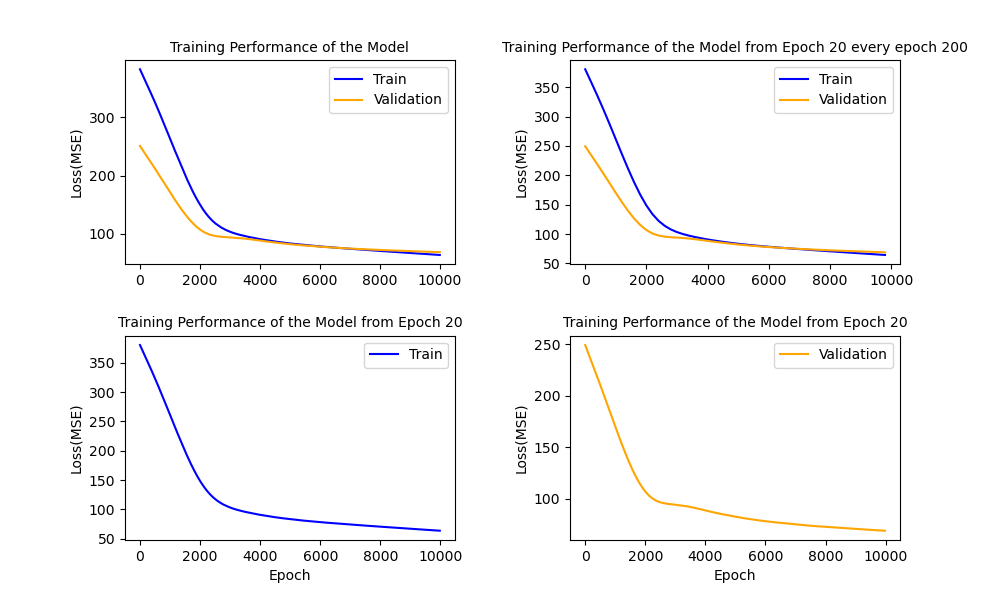 Training Performance of the Model
Loss(MSE)
300
200
100
0 2000 4000 6000 8000 10000
Train
Validation
Training Performance of the Model from Epoch 20 every epoch 200
Loss(MSE)
350
300
250
200
150
100
50
0 2000 4000 6000 8000 10000
Train
Validation
Training Performance of the Model from Epoch 20
Loss(MSE)
350
300
250
200
150
100
50
0 2000 4000 6000 8000 10000
Epoch
Train
Training Performance of the Model from Epoch 20
Loss(MSE)
250
200
150
100
0 2000 4000 6000 8000 10000
Epoch
Validation